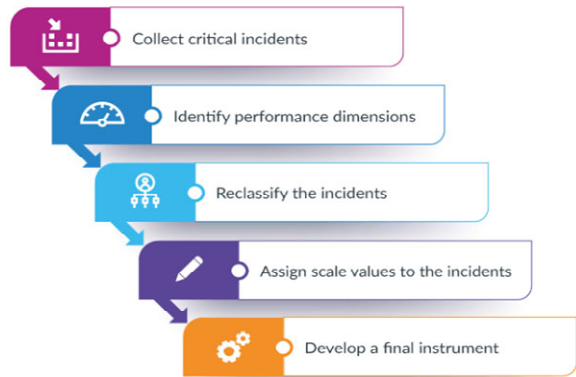 Collect critical incidents
Identify performance dimensions
Reclassify the incidents
Assign scale values to the incidents
Develop a final instrument